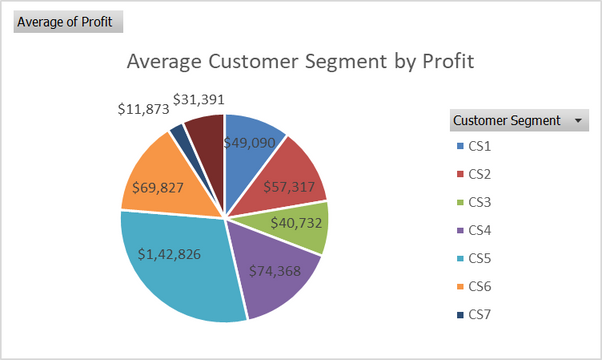 Average of Profit
Average Customer Segment by Profit
$31,391
$11,873
$49,090
$69,827
$57,317
$40,732
$1,42,826
$74,368
Customer Segment
CS1
CS2
CS3
CS4
CS5
CS6
CS7